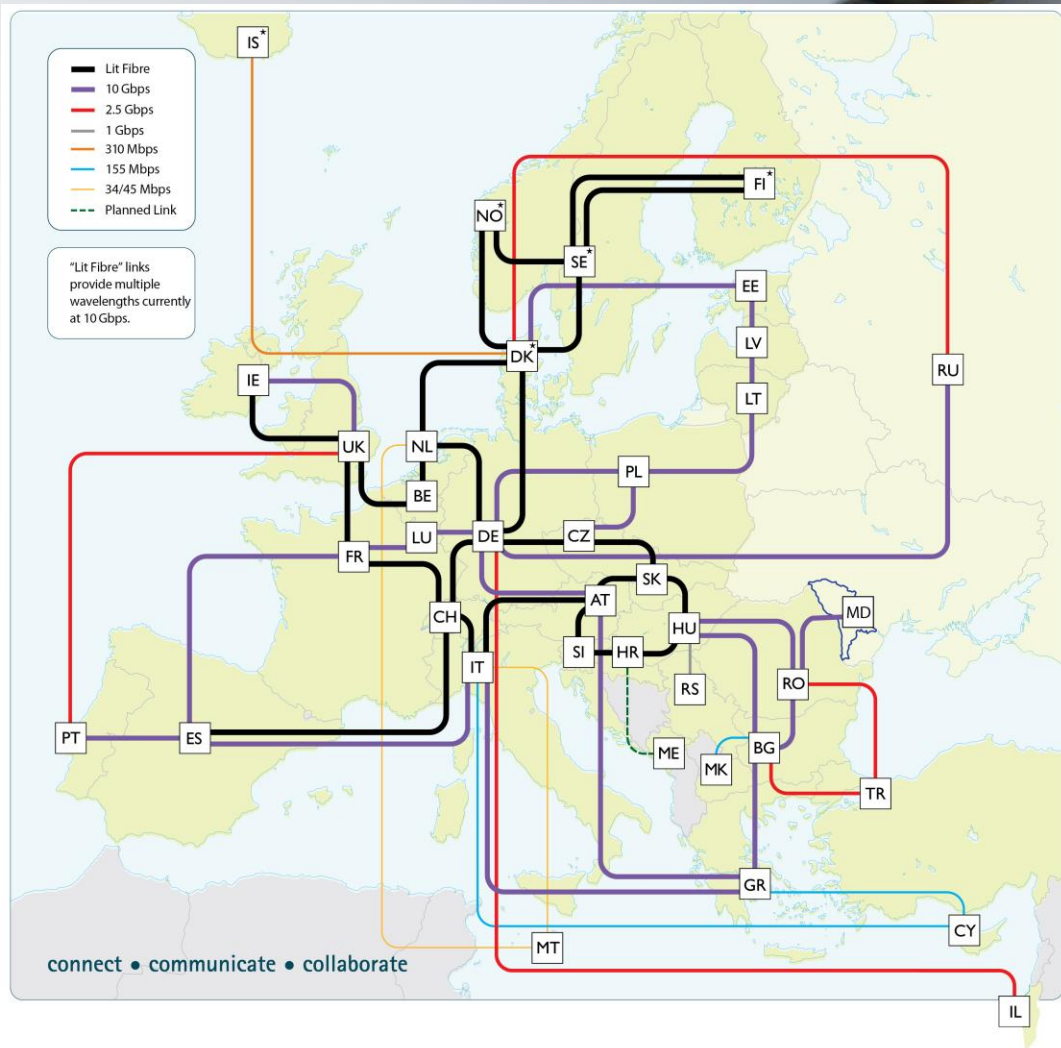 IS*
Lit Fibre
10 Gbps
2.5 Gbps
1 Gbps
310 Mbps
155 Mbps
34/45 Mbps
Planned Link
"Lit Fibre" links
provide multiple
wavelengths currently
at 10 Gbps.
FI*
NO*
SE*
EE
DK*
LV
RU
IE
LT
UK
NL
PL
BE
LU
DE
CZ
FR
SK
AT
MD
CH
HU
SI
HR
IT
RS
RO
PT
ES
ME
BG
MK
TR
GR
CY
MT
connect • communicate • collaborate
IL